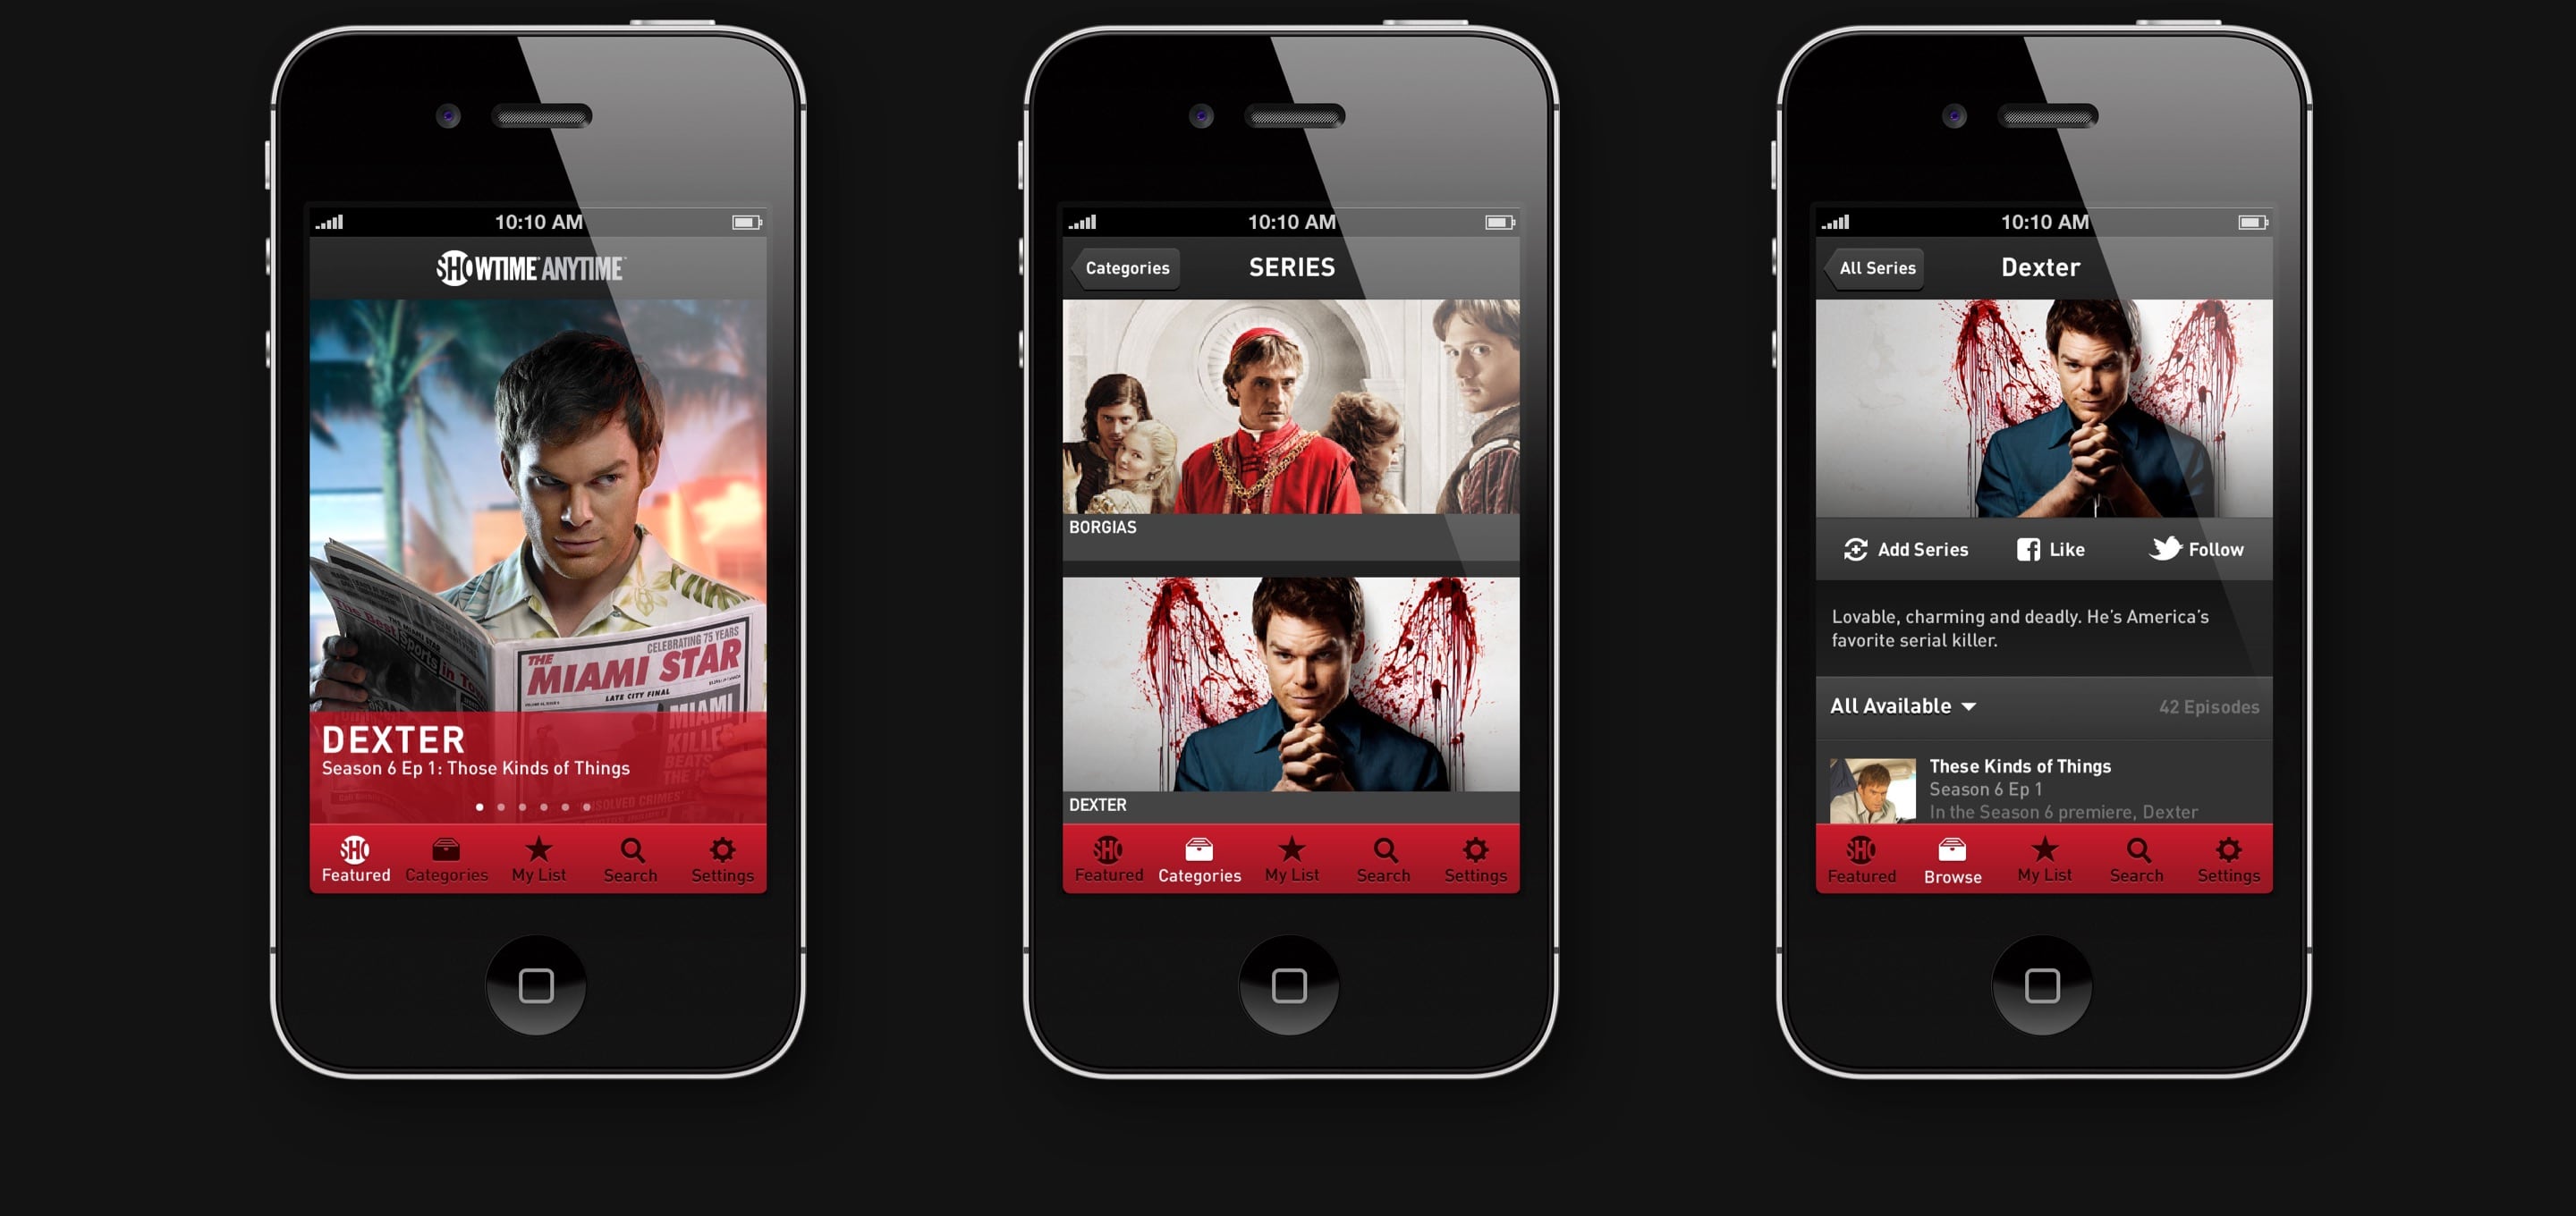 10:10 AM
SHOWTIME ANYTIME
CELEBRATING 75 YEARS
THE
MIAMI STAR
LATE CITY FINAL
MIAMI
KILLE
BEATS
THE
DEXTER
Season 6 Ep 1: Those Kinds of Things
Featured Categories My List Search Settings
10:10 AM
Categories SERIES
BORGIAS
DEXTER
SHO
Featured Categories My List Search Settings
10:10 AM
All Series Dexter
Add Series Like Follow
Lovable, charming and deadly. He's America's
favorite serial killer.
All Available 42 Episodes
These Kinds of Things
Season 6 Ep 1
In the Season 6 premiere, Dexter
SHO
Featured Browse My List Search Settings